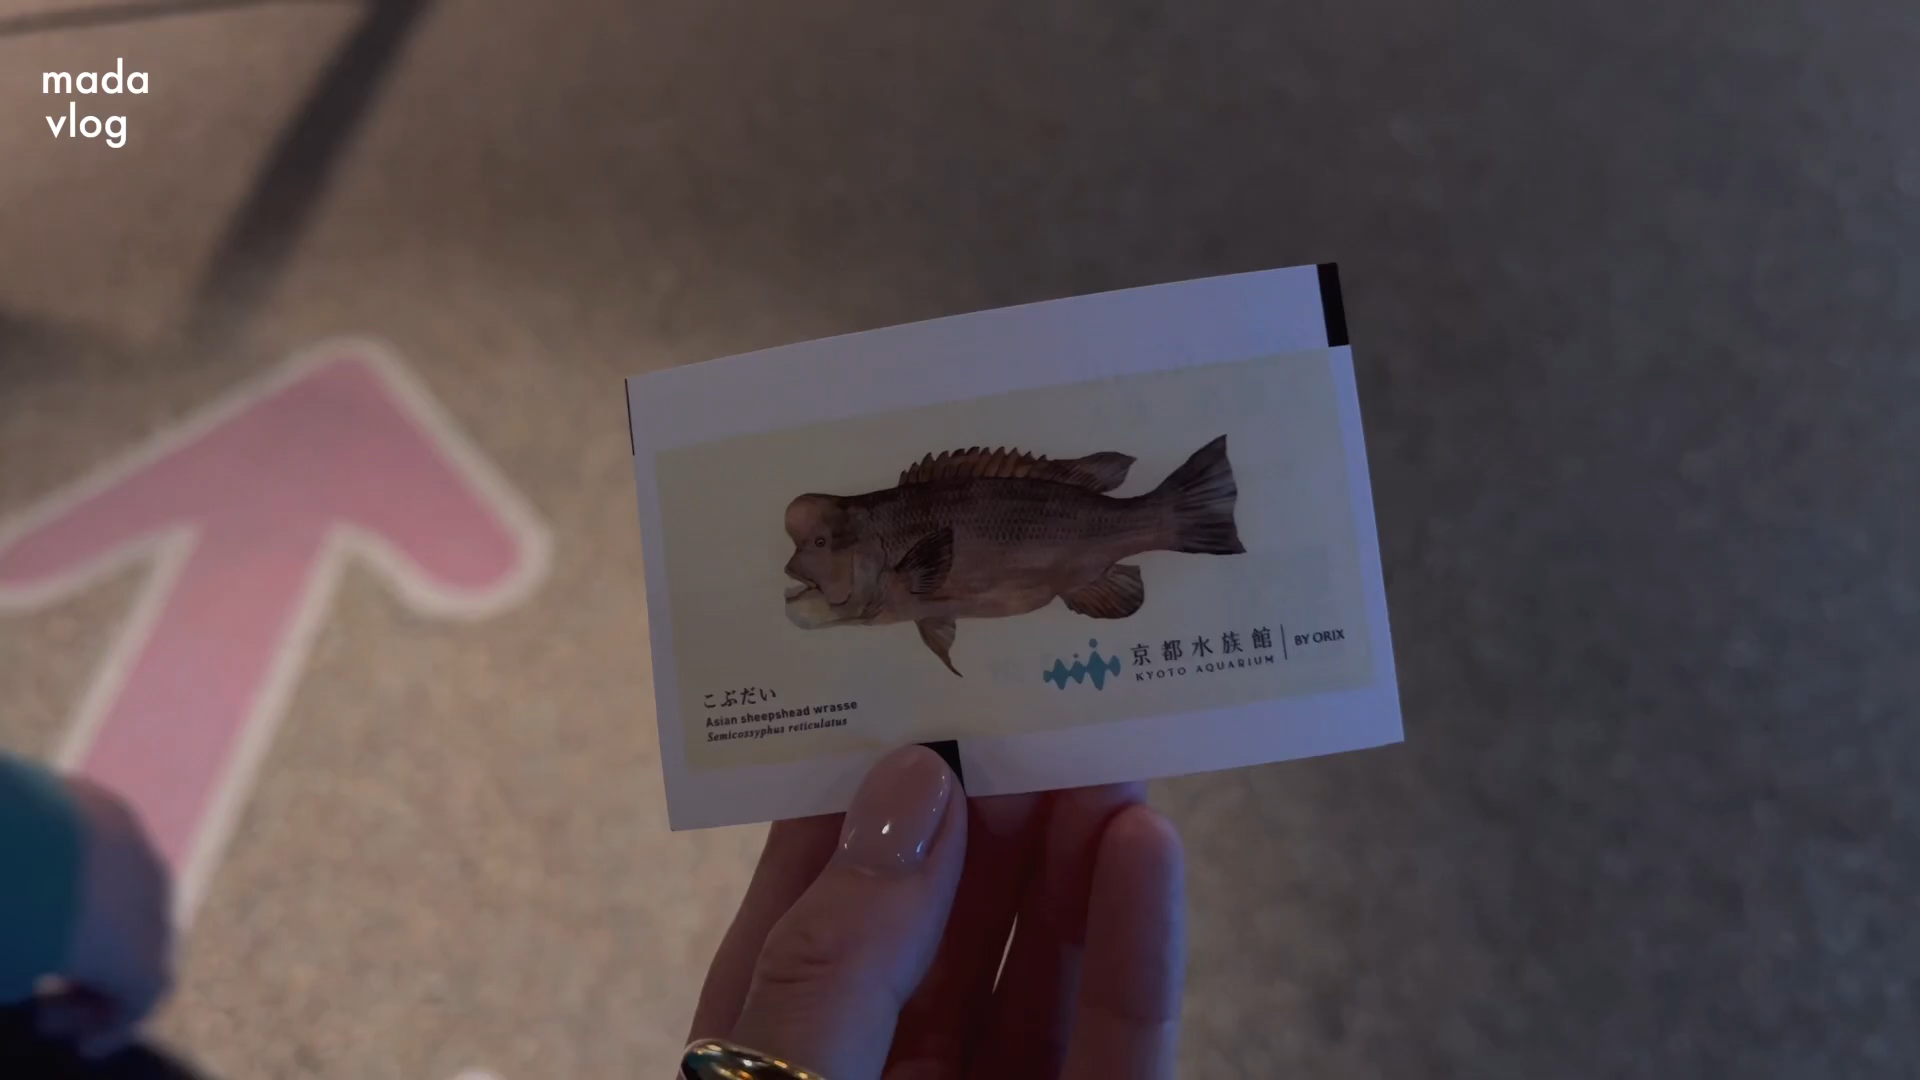 mada
vlog
京都水族館
KYOTO AQUARIUM
BY ORIX
こぶだい
Asian sheepshead wrasse
Semicossyphus reticulatus